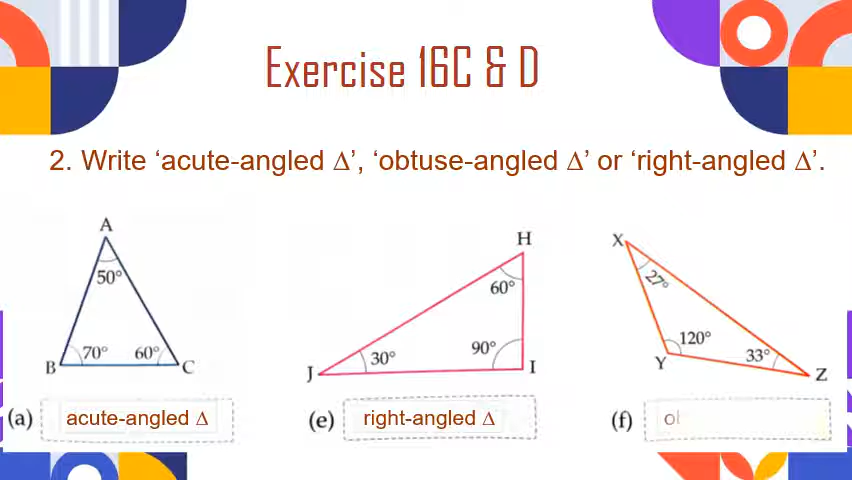 Exercise 16C & D
2. Write ‘acute-angled Δ’, ‘obtuse-angled Δ’ or ‘right-angled Δ’.
A
50°
B 70° 60° C
(a) acute-angled Δ
H
60°
J 30° 90° I
(e) right-angled Δ
X
27°
120°
Y 33° Z
(f) ob